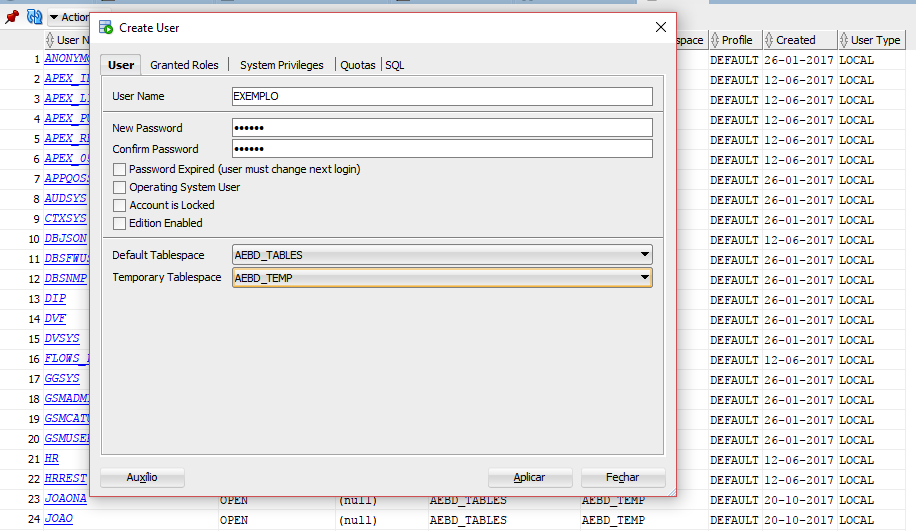 Action
Create User
User N
space Profile Created User Type
User Granted Roles System Privileges Quotas SQL
User Name EXEMPLO
New Password ••••••
Confirm Password ••••••
Password Expired (user must change next login)
Operating System User
Account is Locked
Edition Enabled
Default Tablespace AEBD_TABLES
Temporary Tablespace AEBD_TEMP
Auxílio Aplicar Fechar
1 ANONYMO DEFAULT 26-01-2017 LOCAL
2 APEX_I DEFAULT 12-06-2017 LOCAL
3 APEX_L DEFAULT 12-06-2017 LOCAL
4 APEX_PU DEFAULT 12-06-2017 LOCAL
5 APEX_R DEFAULT 12-06-2017 LOCAL
6 APEX_0 DEFAULT 12-06-2017 LOCAL
7 APPQOS DEFAULT 26-01-2017 LOCAL
8 AUDSYS DEFAULT 26-01-2017 LOCAL
9 CTXSYS DEFAULT 26-01-2017 LOCAL
10 DBJSON DEFAULT 26-01-2017 LOCAL
11 DBSFWUS DEFAULT 26-01-2017 LOCAL
12 DBSNMP DEFAULT 26-01-2017 LOCAL
13 DIP DEFAULT 26-01-2017 LOCAL
14 DVF DEFAULT 26-01-2017 LOCAL
15 DVSYS DEFAULT 26-01-2017 LOCAL
16 FLOWS_ DEFAULT 12-06-2017 LOCAL
17 GGSYS DEFAULT 26-01-2017 LOCAL
18 GSMADM DEFAULT 26-01-2017 LOCAL
19 GSMCATU DEFAULT 26-01-2017 LOCAL
20 GSMUSE DEFAULT 26-01-2017 LOCAL
21 HR DEFAULT 12-06-2017 LOCAL
22 HRREST DEFAULT 12-06-2017 LOCAL
23 JOAONA OPEN (null) AEBD_TABLES AEBD_TEMP DEFAULT 20-10-2017 LOCAL
24 JOAO OPEN (null) AEBD_TABLES AEBD_TEMP DEFAULT 20-10-2017 LOCAL